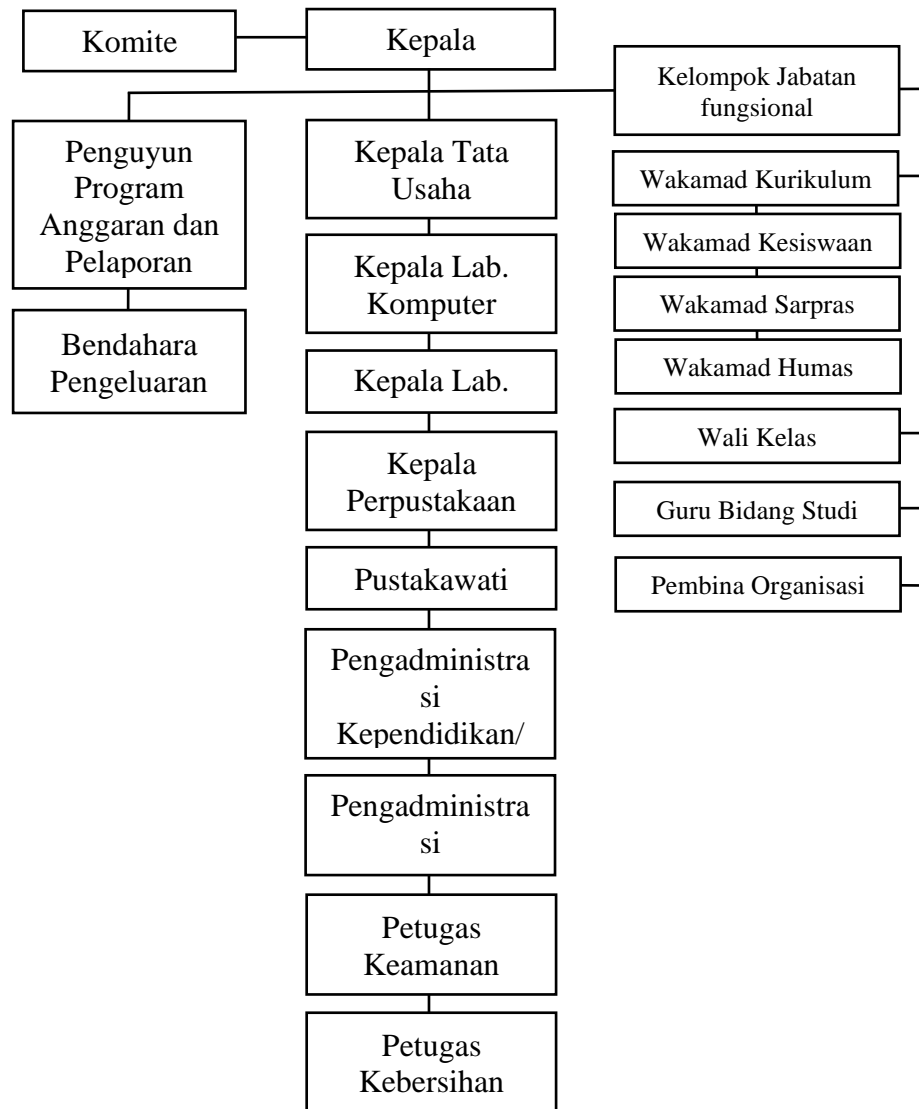 Komite
Kepala
Kelompok Jabatan
fungsional
Penguyun
Program
Anggaran dan
Pelaporan
Bendahara
Pengeluaran
Kepala Tata
Usaha
Kepala Lab.
Komputer
Kepala Lab.
Kepala
Perpustakaan
Pustakawati
Pengadministra
si
Kependidikan/
Pengadministra
si
Petugas
Keamanan
Petugas
Kebersihan
Wakamad Kurikulum
Wakamad Kesiswaan
Wakamad Sarpras
Wakamad Humas
Wali Kelas
Guru Bidang Studi
Pembina Organisasi